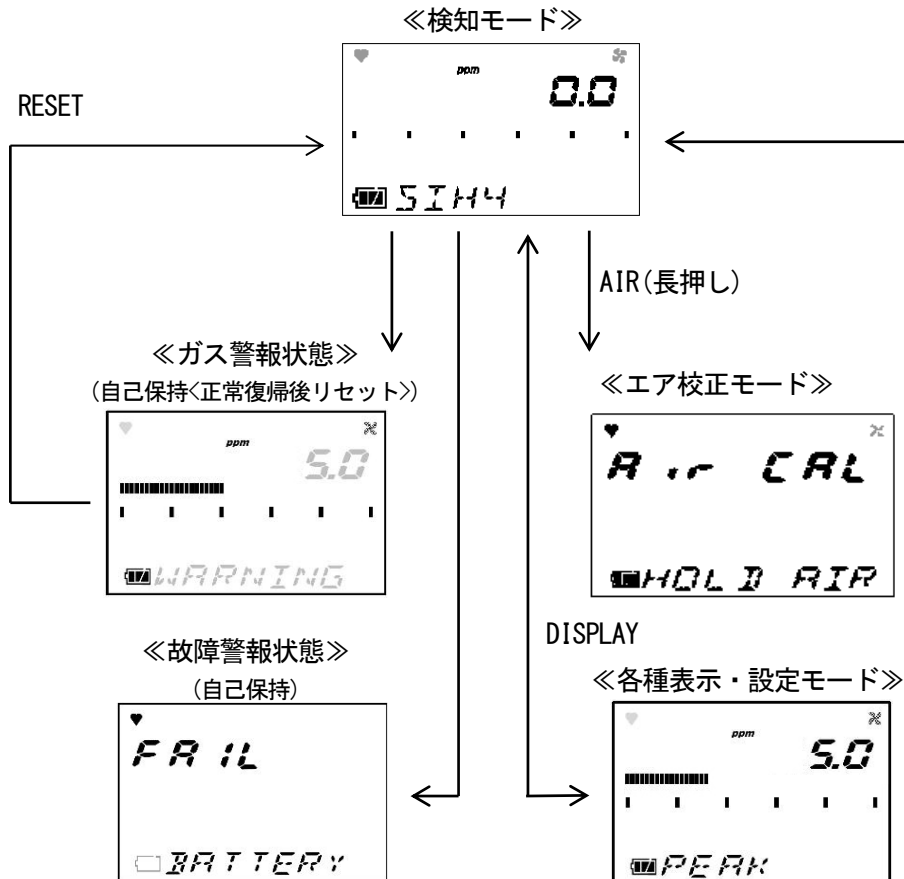 ≪検知モード≫
ppm
0.0
SIH4
RESET
AIR(長押し)
≪ガス警報状態≫
(自己保持<正常復帰後リセット>)
ppm
5.0
WARNING
≪エア校正モード≫
Air CAL
HOLD AIR
≪故障警報状態≫
(自己保持)
FAIL
BATTERY
DISPLAY
≪各種表示・設定モード≫
ppm
5.0
PEAK